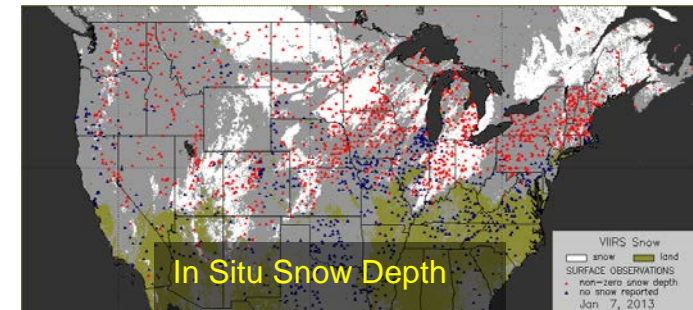 In Situ Snow Depth
VIIRS Snow
snow land
SURFACE OBSERVATIONS
non-zero snow depth
no snow reported
Jan 7, 2013